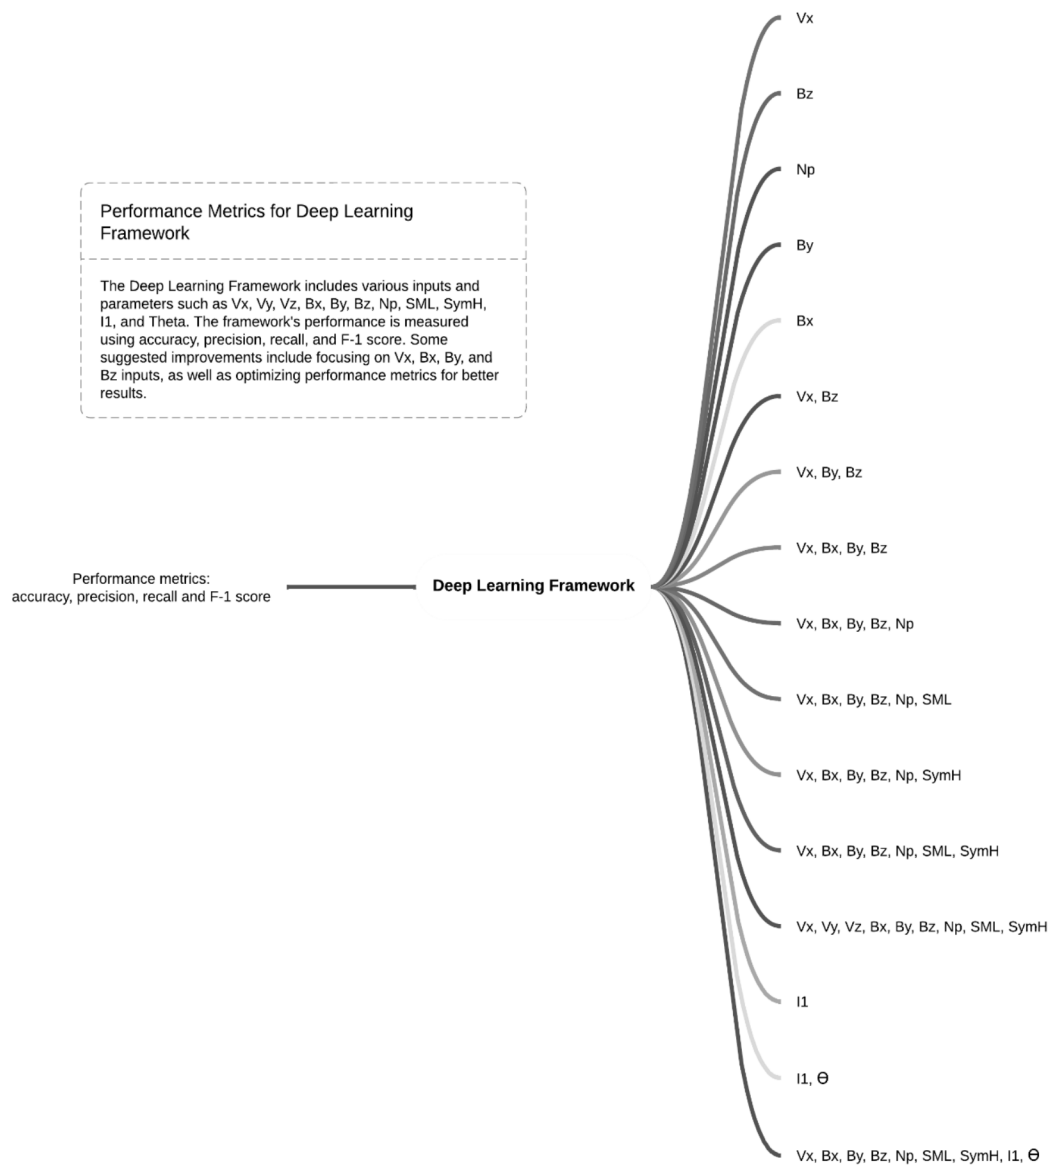 Performance Metrics for Deep Learning
Framework
The Deep Learning Framework includes various inputs and
parameters such as Vx, Vy, Vz, Bx, By, Bz, Np, SML, SymH,
I1, and Theta. The framework's performance is measured
using accuracy, precision, recall, and F-1 score. Some
suggested improvements include focusing on Vx, Bx, By, and
Bz inputs, as well as optimizing performance metrics for better
results.
Performance metrics:
accuracy, precision, recall and F-1 score
Deep Learning Framework
Vx
Bz
Np
By
Bx
Vx, Bz
Vx, By, Bz
Vx, Bx, By, Bz
Vx, Bx, By, Bz, Np
Vx, Bx, By, Bz, Np, SML
Vx, Bx, By, Bz, Np, SymH
Vx, Bx, By, Bz, Np, SML, SymH
Vx, Vy, Vz, Bx, By, Bz, Np, SML, SymH
I1
I1, Ө
Vx, Bx, By, Bz, Np, SML, SymH, I1, Ө